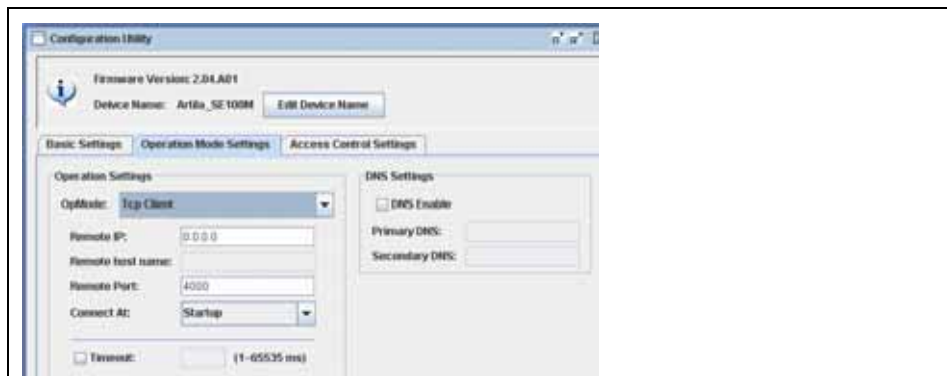 Configuration Utility
Firmware Version: 2.04.A01
Deivce Name: Artila_SE100M Edit Device Name
Basic Settings Operation Mode Settings Access Control Settings
Operation Settings
OpMode: Tcp Client
Remote IP: 0.0.0.0
Remote host name:
Remote Port: 4000
Connect At: Startup
Timeout: (1~65535 ms)
DNS Settings
DNS Enable
Primary DNS:
Secondary DNS: